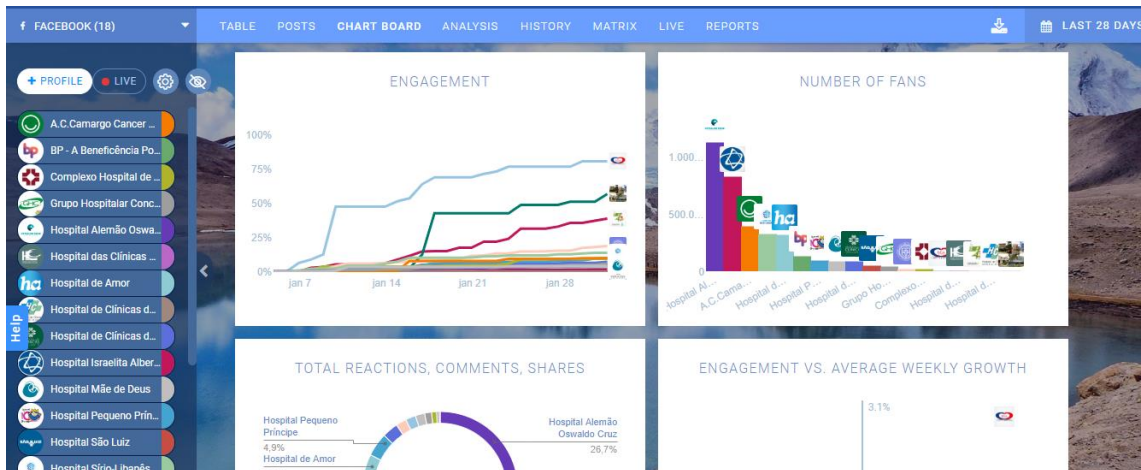 FACEBOOK (18)
TABLE POSTS CHART BOARD ANALYSIS HISTORY MATRIX LIVE REPORTS
LAST 28 DAYS
+ PROFILE
LIVE
A.C.Camargo Cancer ...
BP - A Beneficência Po...
Complexo Hospital de ...
Grupo Hospitalar Conc...
Hospital Alemão Oswa...
Hospital das Clínicas ...
Hospital de Amor
Hospital de Clínicas d...
Hospital de Clínicas d...
Hospital Israelita Alber...
Hospital Mãe de Deus
Hospital Pequeno Prín...
Hospital São Luiz
Hospital Sírio-Libanês
Help
ENGAGEMENT
100%
75%
50%
25%
0%
jan 7 jan 14 jan 21 jan 28
NUMBER OF FANS
1.000...
500.0...
0
bp
ha
Hospital Al...
A.C.Cama...
Hospital d...
Hospital P...
Hospital d...
Grupo Ho...
Complexo...
Hospital d...
Hospital d...
TOTAL REACTIONS, COMMENTS, SHARES
Hospital Pequeno
Príncipe
4,9%
Hospital de Amor
Hospital Alemão
Oswaldo Cruz
26,7%
ENGAGEMENT VS. AVERAGE WEEKLY GROWTH
3.1%